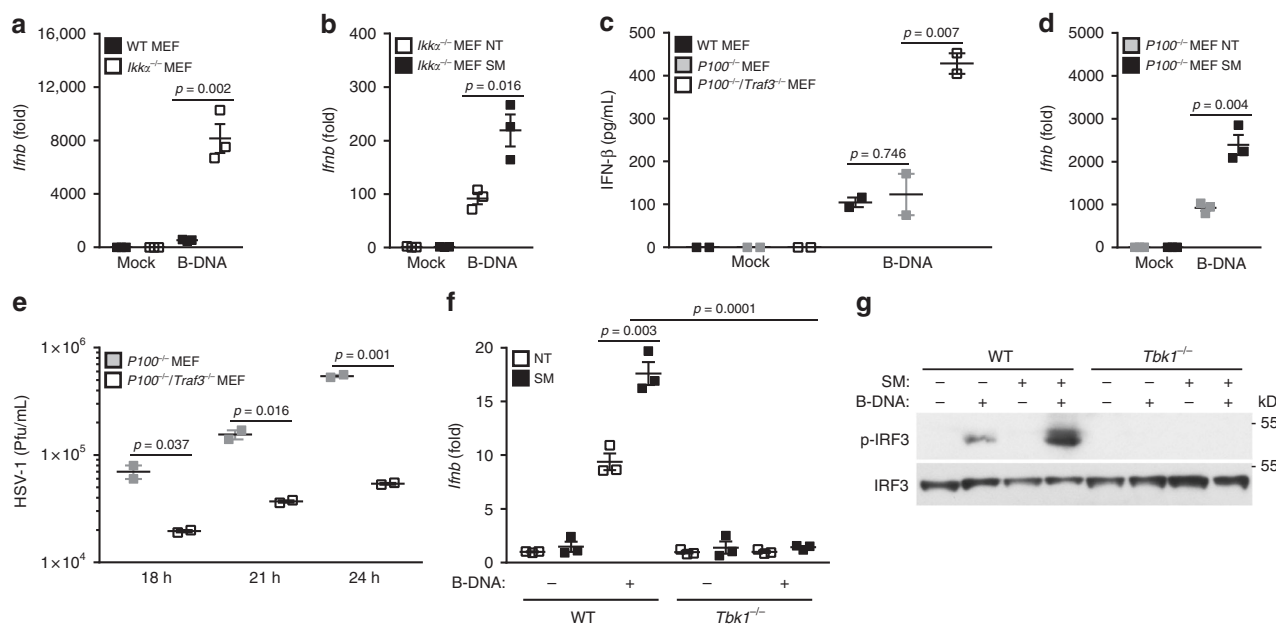 a
16,000
12,000
8000
4000
0
Ifnb (fold)
WT MEF
Ikkα–/– MEF
p = 0.002
Mock
B-DNA
b
400
300
200
100
0
Ifnb (fold)
Ikkα–/– MEF NT
Ikkα–/– MEF SM
p = 0.016
Mock
B-DNA
c
500
400
300
200
100
0
IFN-β (pg/mL)
WT MEF
P100–/– MEF
P100–/–/Traf3–/– MEF
p = 0.007
p = 0.746
Mock
B-DNA
d
5000
4000
3000
2000
1000
0
Ifnb (fold)
P100–/– MEF NT
P100–/– MEF SM
p = 0.004
Mock
B-DNA
e
1×10^6
1×10^5
1×10^4
HSV-1 (Pfu/mL)
P100–/– MEF
P100–/–/Traf3–/– MEF
p = 0.037
p = 0.016
p = 0.001
18 h
21 h
24 h
f
20
15
10
5
0
Ifnb (fold)
NT
SM
p = 0.0001
p = 0.003
B-DNA: – + – +
WT
Tbk1–/–
g
WT
Tbk1–/–
SM: – – + + – – + +
B-DNA: – + – + – + – +
kD
p-IRF3
- 55
IRF3
- 55